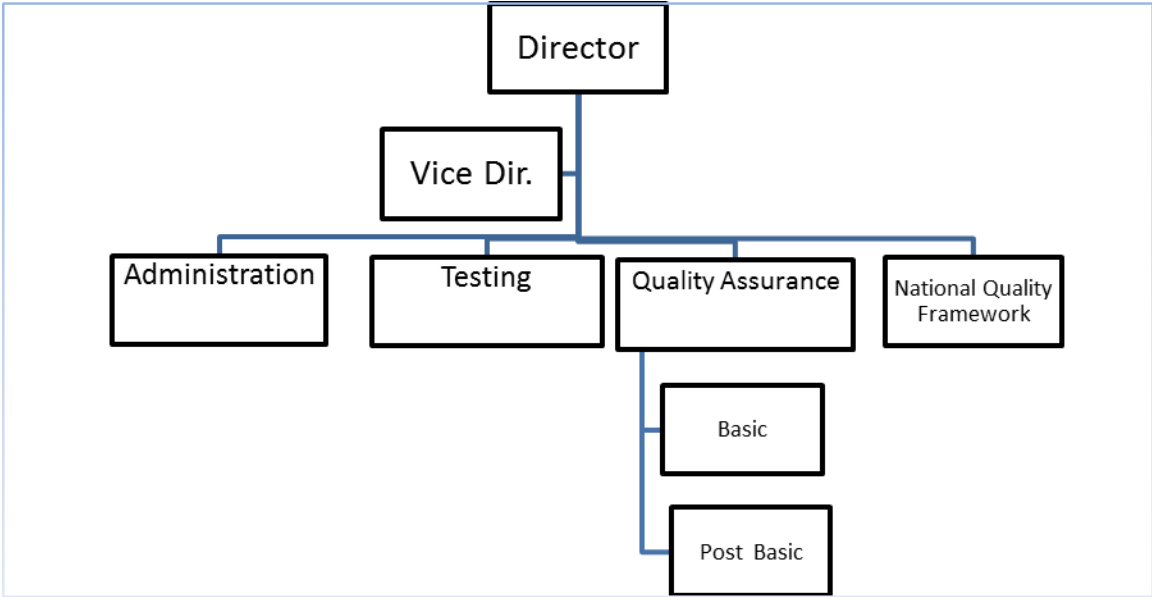 Director
Vice Dir.
Administration
Testing
Quality Assurance
National Quality
Framework
Basic
Post Basic